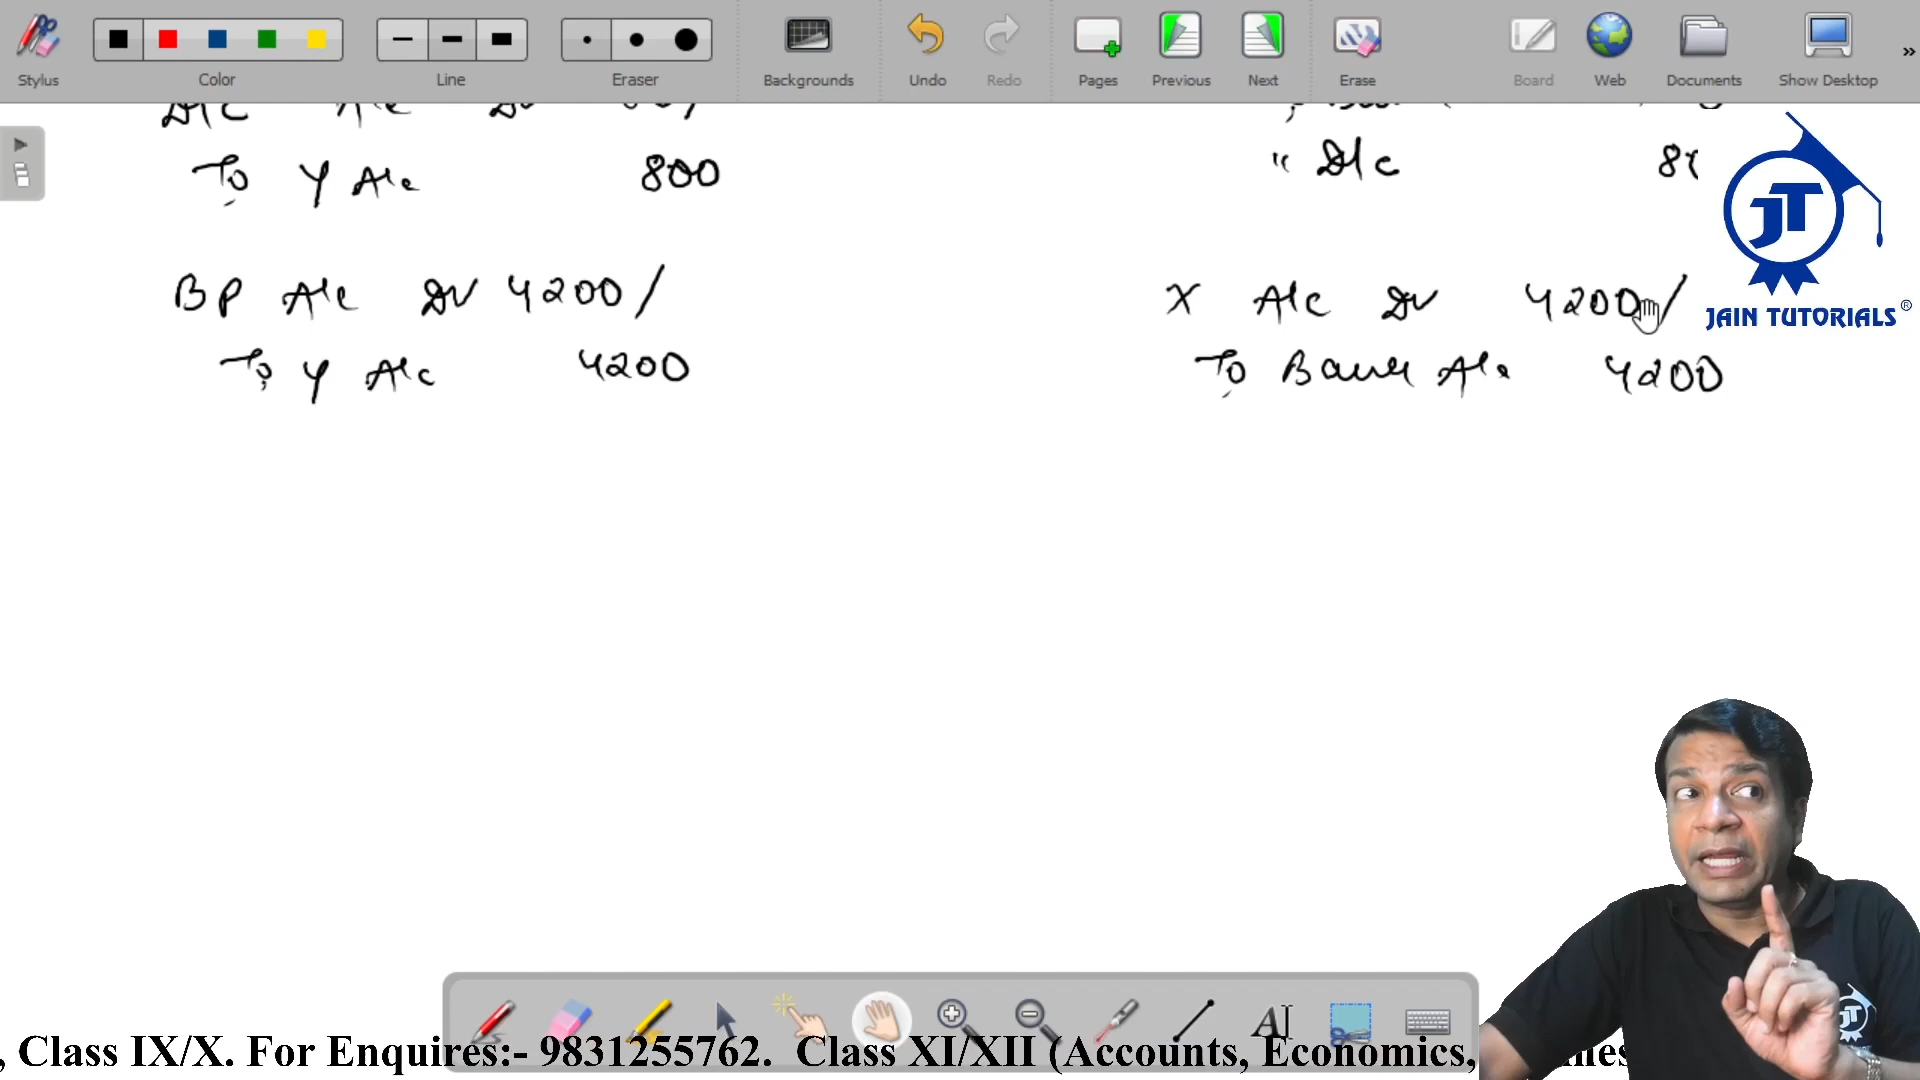 Stylus Color Line Eraser Backgrounds Undo Redo Pages Previous Next Erase Board Web Documents Show Desktop »
D/c A/c Dr
To Y A/c 800
" D/c
BP A/c Dr 4200/
To Y A/c 4200
X A/c Dr 4200/
To Bank A/c 4200
JT
JAIN TUTORIALS®
, Class IX/X. For Enquires:- 9831255762. Class XI/XII (Accounts, Economics,